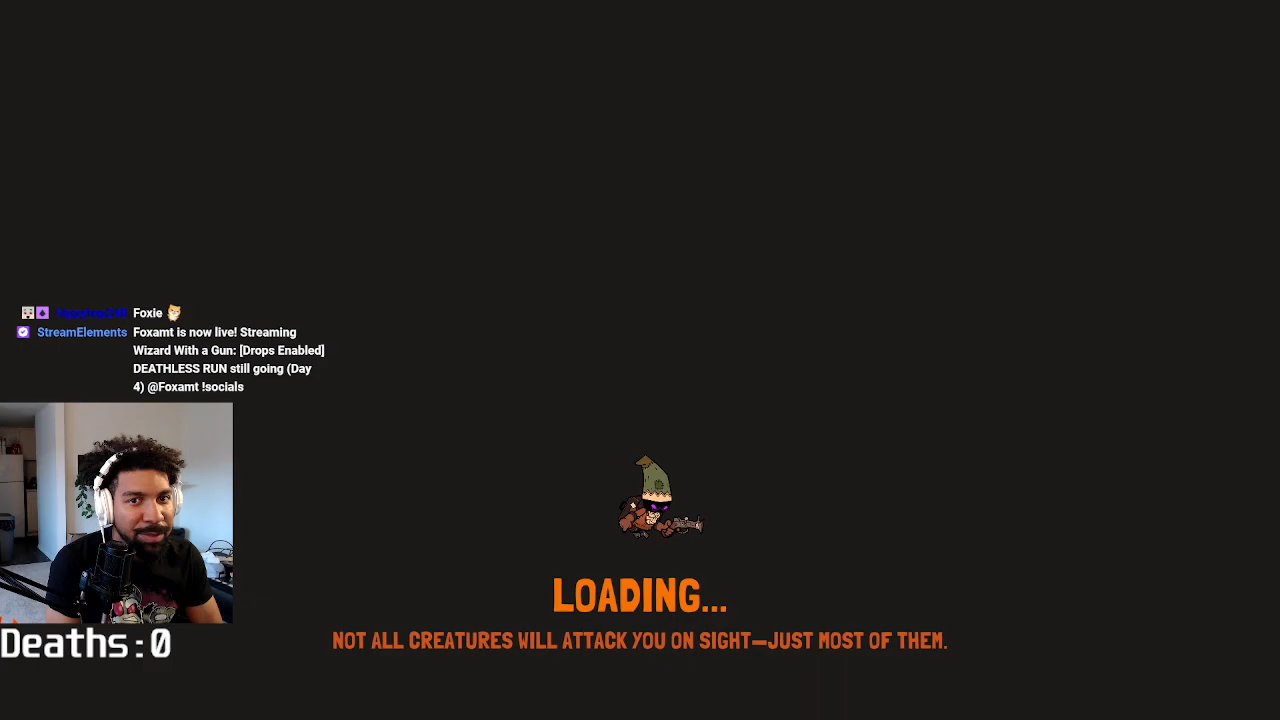 Foxie
StreamElements Foxamt is now live! Streaming
Wizard With a Gun: [Drops Enabled]
DEATHLESS RUN still going (Day
4) @Foxamt !socials
Deaths:0
LOADING...
NOT ALL CREATURES WILL ATTACK YOU ON SIGHT—JUST MOST OF THEM.